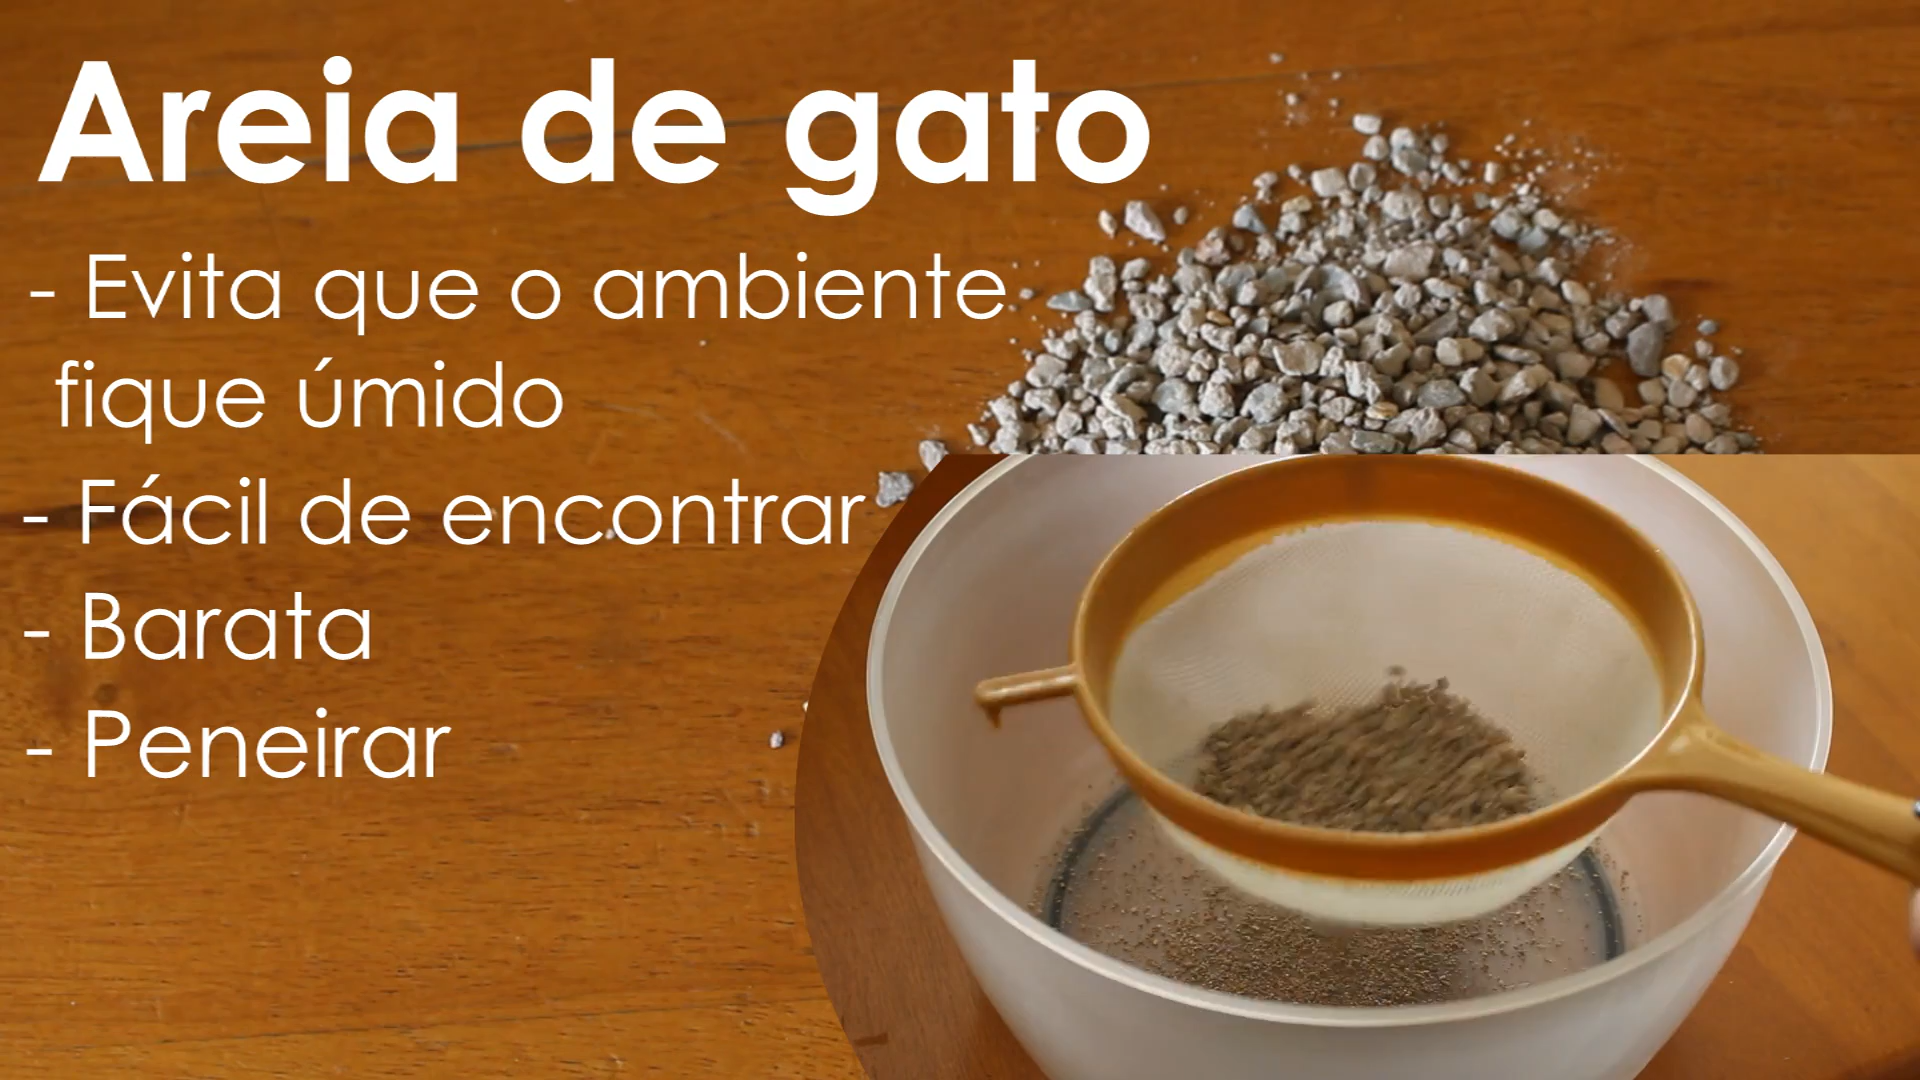 Areia de gato
- Evita que o ambiente
fique úmido
- Fácil de encontrar
- Barata
- Peneirar